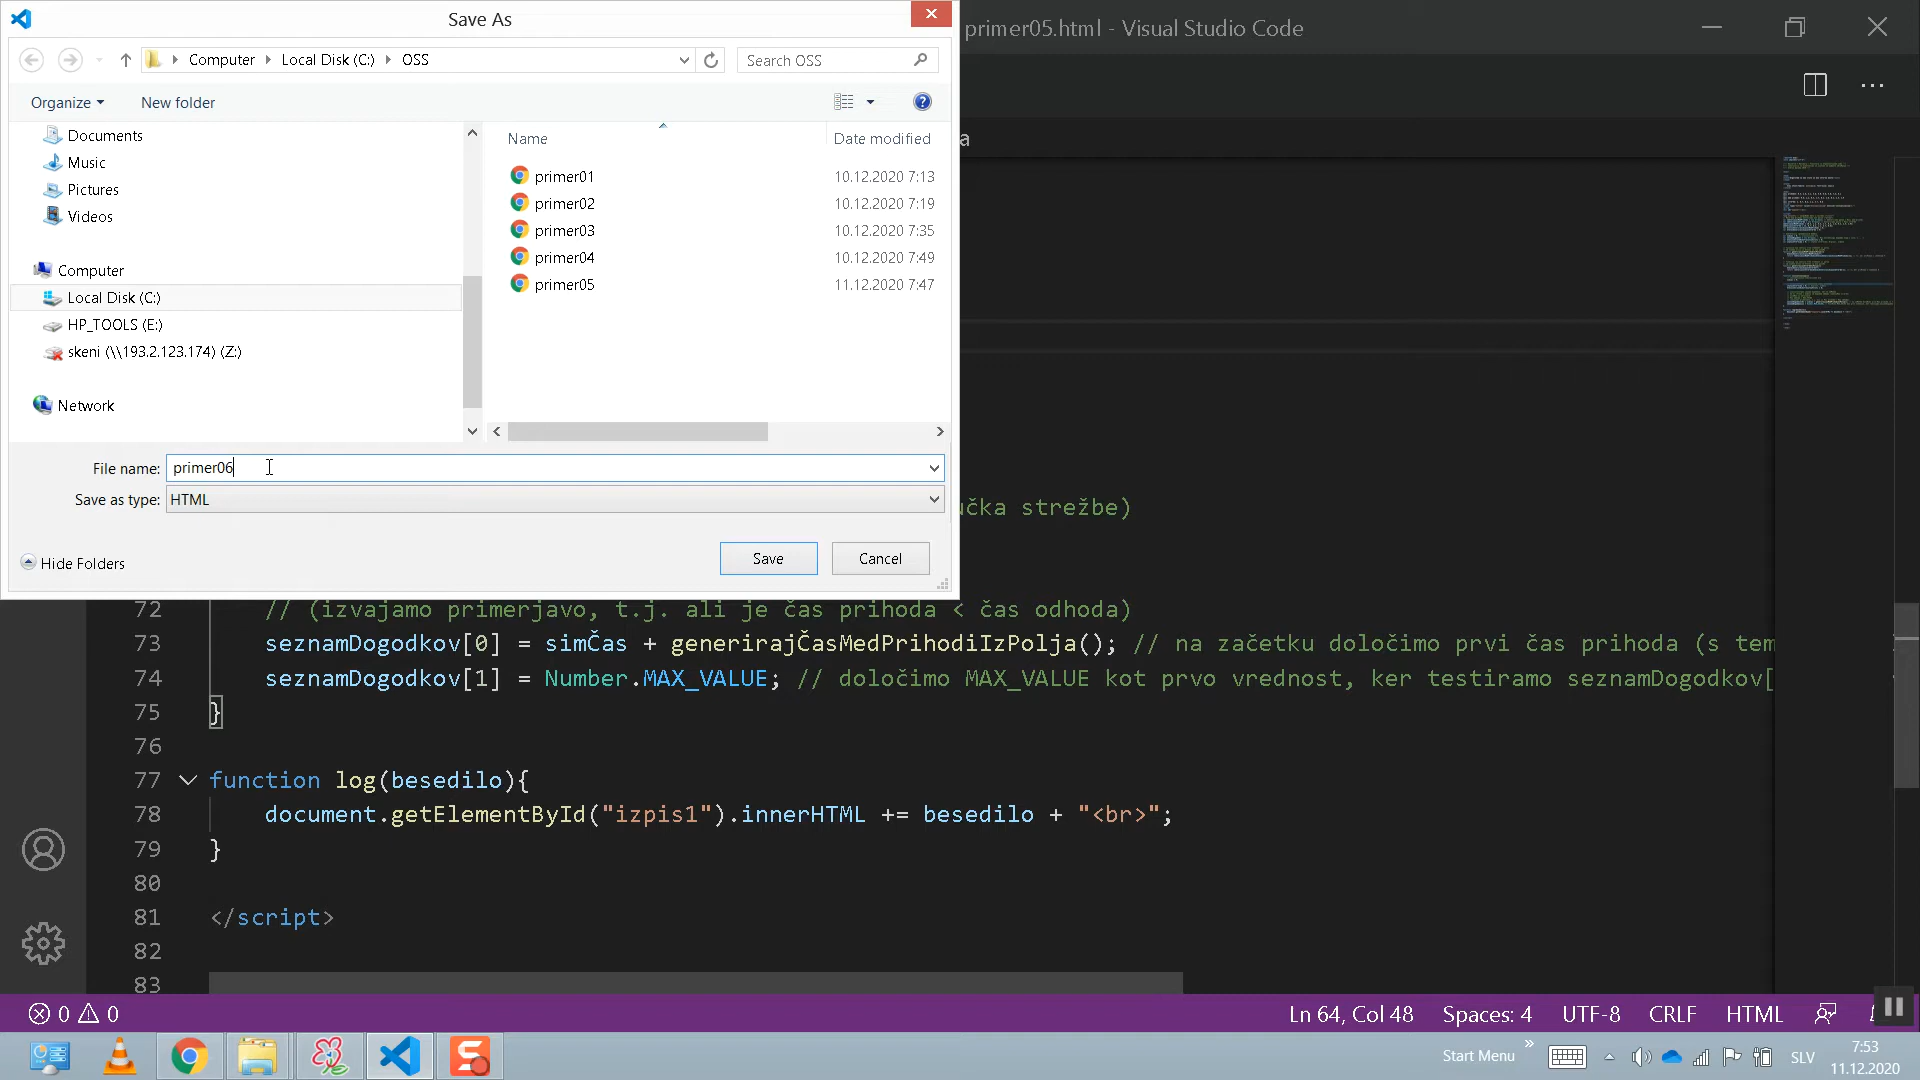 Save As
primer05.html - Visual Studio Code
Computer
Local Disk (C:)
OSS
Search OSS
Organize
New folder
Documents
Music
Pictures
Videos
Computer
Local Disk (C:)
HP_TOOLS (E:)
skeni (\\193.2.123.174) (Z:)
Network
Name
Date modified
primer01 10.12.2020 7:13
primer02 10.12.2020 7:19
primer03 10.12.2020 7:35
primer04 10.12.2020 7:49
primer05 11.12.2020 7:47
File name: primer06
Save as type: HTML
Hide Folders
Save
Cancel
a
učka strežbe)
72 // (izvajamo primerjavo, t.j. ali je čas prihoda < čas odhoda)
73 seznamDogodkov[0] = simČas + generirajČasMedPrihodiIzPolja(); // na začetku določimo prvi čas prihoda (s tem
74 seznamDogodkov[1] = Number.MAX_VALUE; // določimo MAX_VALUE kot prvo vrednost, ker testiramo seznamDogodkov[
75 }
76
77 function log(besedilo){
78 document.getElementById("izpis1").innerHTML += besedilo + "<br>";
79 }
80
81 </script>
82
83
0 0
Ln 64, Col 48
Spaces: 4
UTF-8
CRLF
HTML
Start Menu
SLV
7:53
11.12.2020